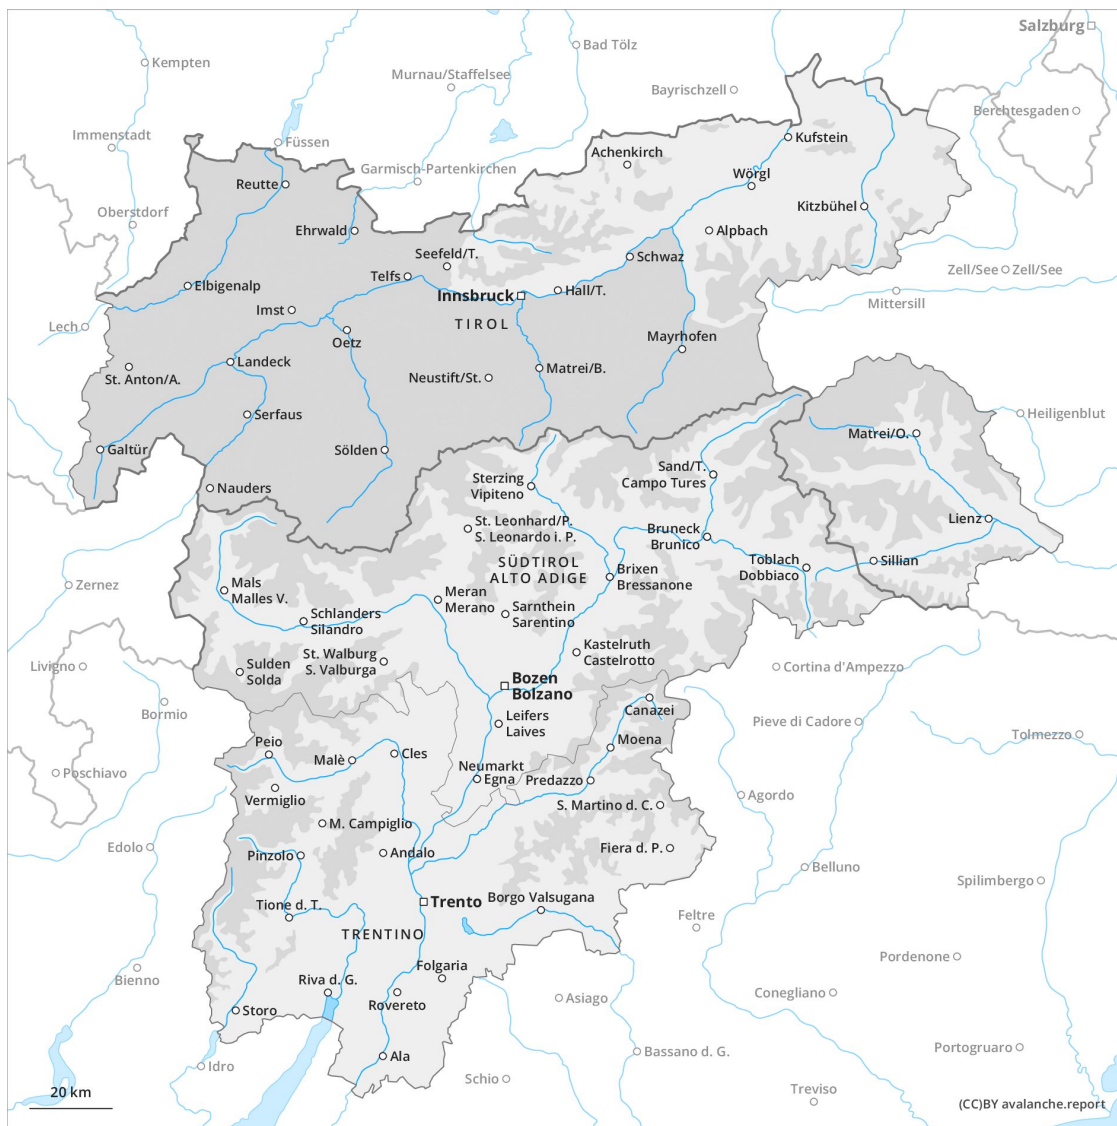 Salzburg
Bad Tölz
Kempten
Murnau/Staffelsee
Bayrischzell
Berchtesgaden
Immenstadt
Füssen
Kufstein
Achenkirch
Garmisch-Partenkirchen
Wörgl
Reutte
Kitzbühel
Oberstdorf
Ehrwald
Alpbach
Seefeld/T.
Schwaz
Telfs
Zell/See
Zell/See
Elbigenalp
Hall/T.
Innsbruck
Mittersill
Imst
TIROL
Lech
Oetz
Mayrhofen
Landeck
Matrei/B.
St. Anton/A.
Neustift/St.
Serfaus
Heiligenblut
Matrei/O.
Galtür
Sölden
Sand/T.
Campo Tures
Sterzing
Vipiteno
Nauders
St. Leonhard/P.
S. Leonardo i. P.
Lienz
Bruneck
Brunico
SÜDTIROL
ALTO ADIGE
Toblach
Dobbiaco
Sillian
Brixen
Bressanone
Zernez
Mals
Malles V.
Meran
Merano
Schlanders
Silandro
Sarnthein
Sarentino
Kastelruth
Castelrotto
St. Walburg
S. Valburga
Livigno
Sulden
Solda
Cortina d'Ampezzo
Bozen
Bolzano
Bormio
Canazei
Leifers
Laives
Pieve di Cadore
Tolmezzo
Peio
Malè
Cles
Moena
Poschiavo
Neumarkt
Egna
Predazzo
Vermiglio
S. Martino d. C.
Agordo
M. Campiglio
Edolo
Pinzolo
Andalo
Fiera d. P.
Belluno
Spilimbergo
Tione d. T.
Trento
Borgo Valsugana
Feltre
TRENTINO
Pordenone
Bienno
Folgaria
Riva d. G.
Rovereto
Asiago
Conegliano
Storo
Ala
Bassano d. G.
Portogruaro
Idro
Schio
Treviso
20 km
(CC)BY avalanche.report